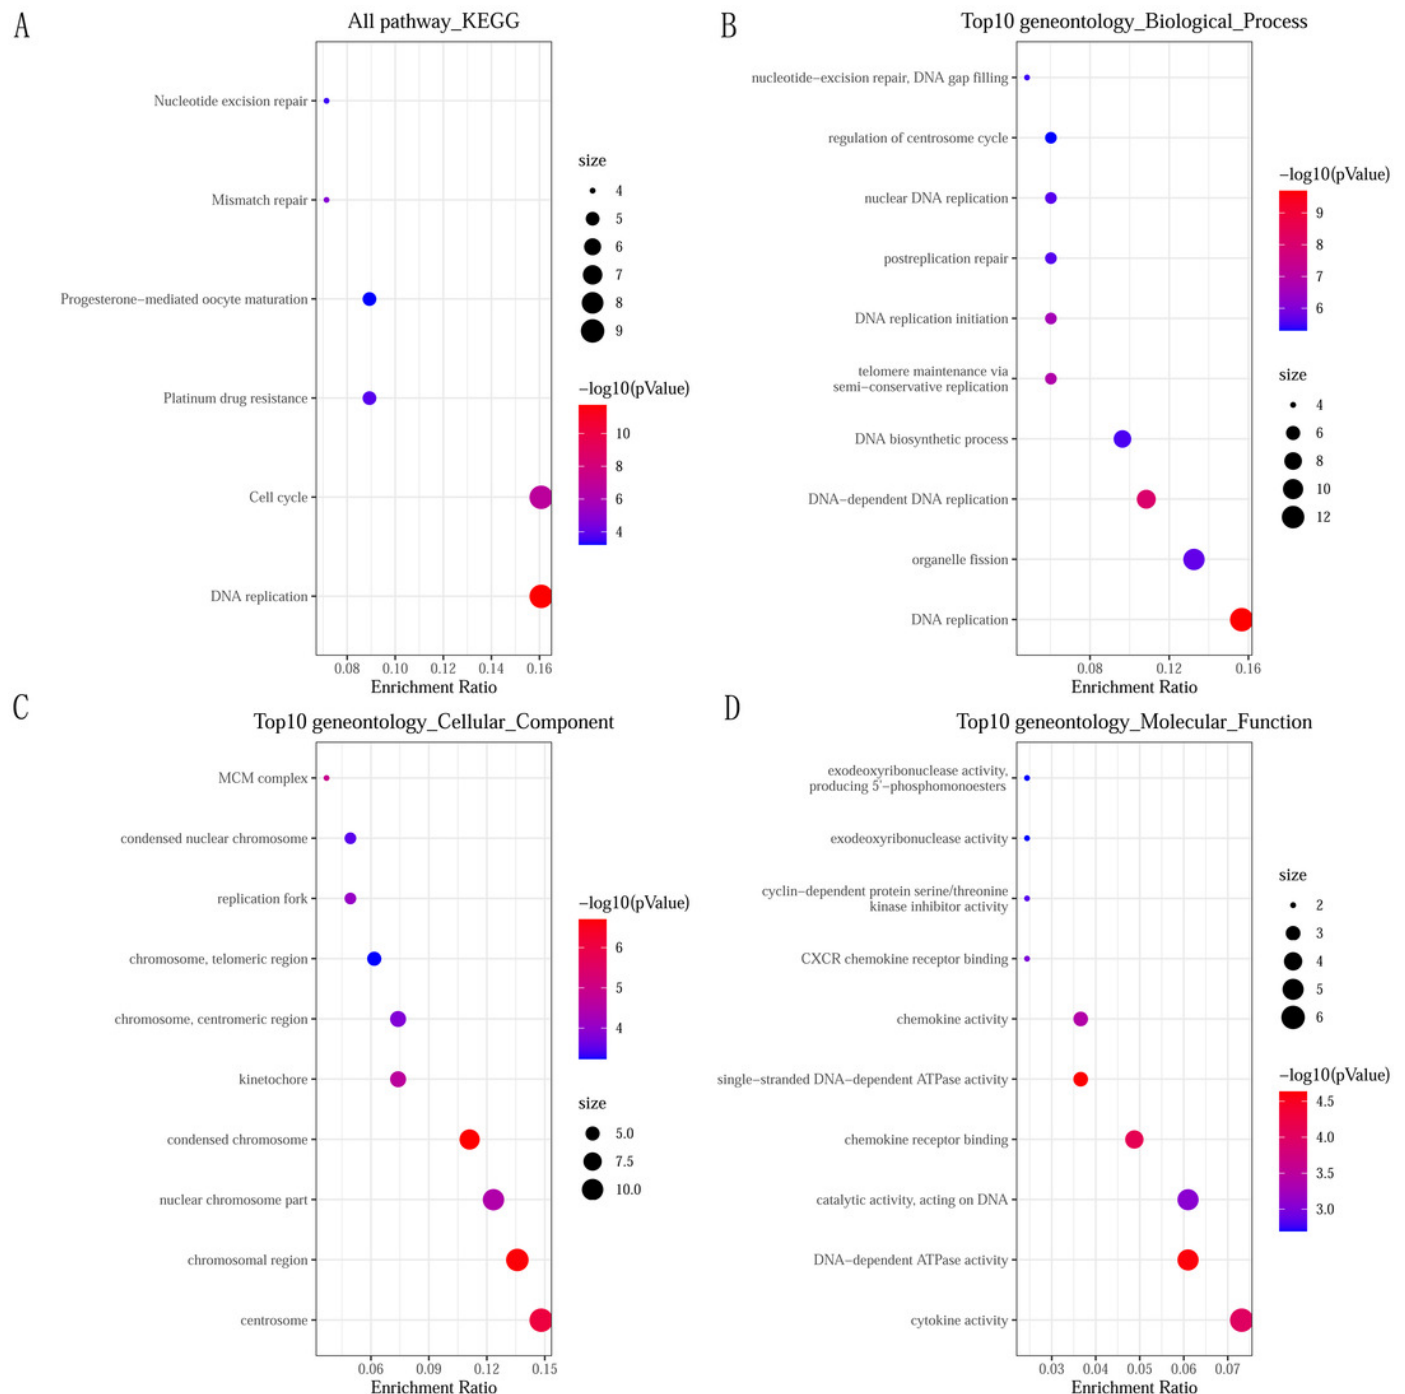 A
All pathway_KEGG
Nucleotide excision repair
Mismatch repair
Progesterone−mediated oocyte maturation
Platinum drug resistance
Cell cycle
DNA replication
0.08 0.10 0.12 0.14 0.16
Enrichment Ratio
size
4
5
6
7
8
9
−log10(pValue)
10
8
6
4
B
Top10 geneontology_Biological_Process
nucleotide−excision repair, DNA gap filling
regulation of centrosome cycle
nuclear DNA replication
postreplication repair
DNA replication initiation
telomere maintenance via
semi−conservative replication
DNA biosynthetic process
DNA−dependent DNA replication
organelle fission
DNA replication
0.08 0.12 0.16
Enrichment Ratio
−log10(pValue)
9
8
7
6
size
4
6
8
10
12
C
Top10 geneontology_Cellular_Component
MCM complex
condensed nuclear chromosome
replication fork
chromosome, telomeric region
chromosome, centromeric region
kinetochore
condensed chromosome
nuclear chromosome part
chromosomal region
centrosome
0.06 0.09 0.12 0.15
Enrichment Ratio
−log10(pValue)
6
5
4
size
5.0
7.5
10.0
D
Top10 geneontology_Molecular_Function
exodeoxyribonuclease activity,
producing 5'−phosphomonoesters
exodeoxyribonuclease activity
cyclin−dependent protein serine/threonine
kinase inhibitor activity
CXCR chemokine receptor binding
chemokine activity
single−stranded DNA−dependent ATPase activity
chemokine receptor binding
catalytic activity, acting on DNA
DNA−dependent ATPase activity
cytokine activity
0.03 0.04 0.05 0.06 0.07
Enrichment Ratio
size
2
3
4
5
6
−log10(pValue)
4.5
4.0
3.5
3.0